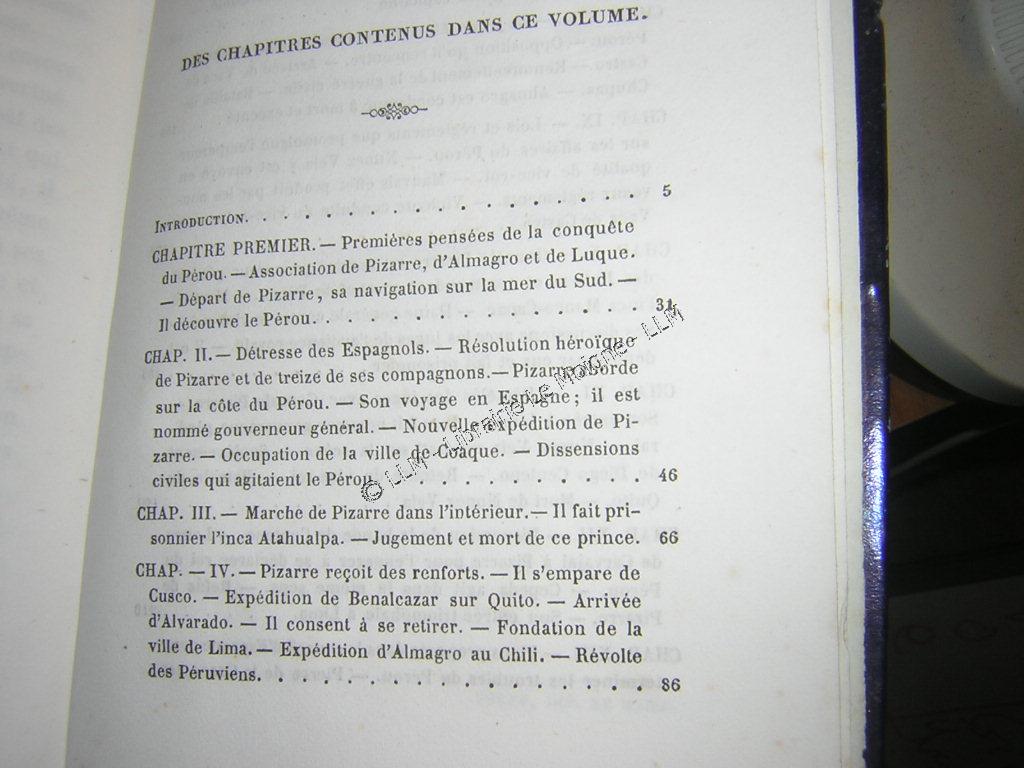 DES CHAPITRES CONTENUS DANS CE VOLUME.
INTRODUCTION. . . . . . . . . . . . . . . . . . 5
CHAPITRE PREMIER. — Premières pensées de la conquête
du Pérou. — Association de Pizarre, d'Almagro et de Luque.
— Départ de Pizarre, sa navigation sur la mer du Sud. —
Il découvre le Pérou. . . . . . . . . . . . . . . 31
CHAP. II. — Détresse des Espagnols. — Résolution héroïque
de Pizarre et de treize de ses compagnons. — Pizarre aborde
sur la côte du Pérou. — Son voyage en Espagne; il est
nommé gouverneur général. — Nouvelle expédition de Pi-
zarre. — Occupation de la ville de Coaque. — Dissensions
civiles qui agitaient le Pérou. . . . . . . . . . . . 46
CHAP. III. — Marche de Pizarre dans l'intérieur. — Il fait pri-
sonnier l'inca Atahualpa. — Jugement et mort de ce prince. 66
CHAP. — IV. — Pizarre reçoit des renforts. — Il s'empare de
Cusco. — Expédition de Benalcazar sur Quito. — Arrivée
d'Alvarado. — Il consent à se retirer. — Fondation de la
ville de Lima. — Expédition d'Almagro au Chili. — Révolte
des Péruviens. . . . . . . . . . . . . . . . . . 86
© LLM - Librairie Le Moigne - LLM